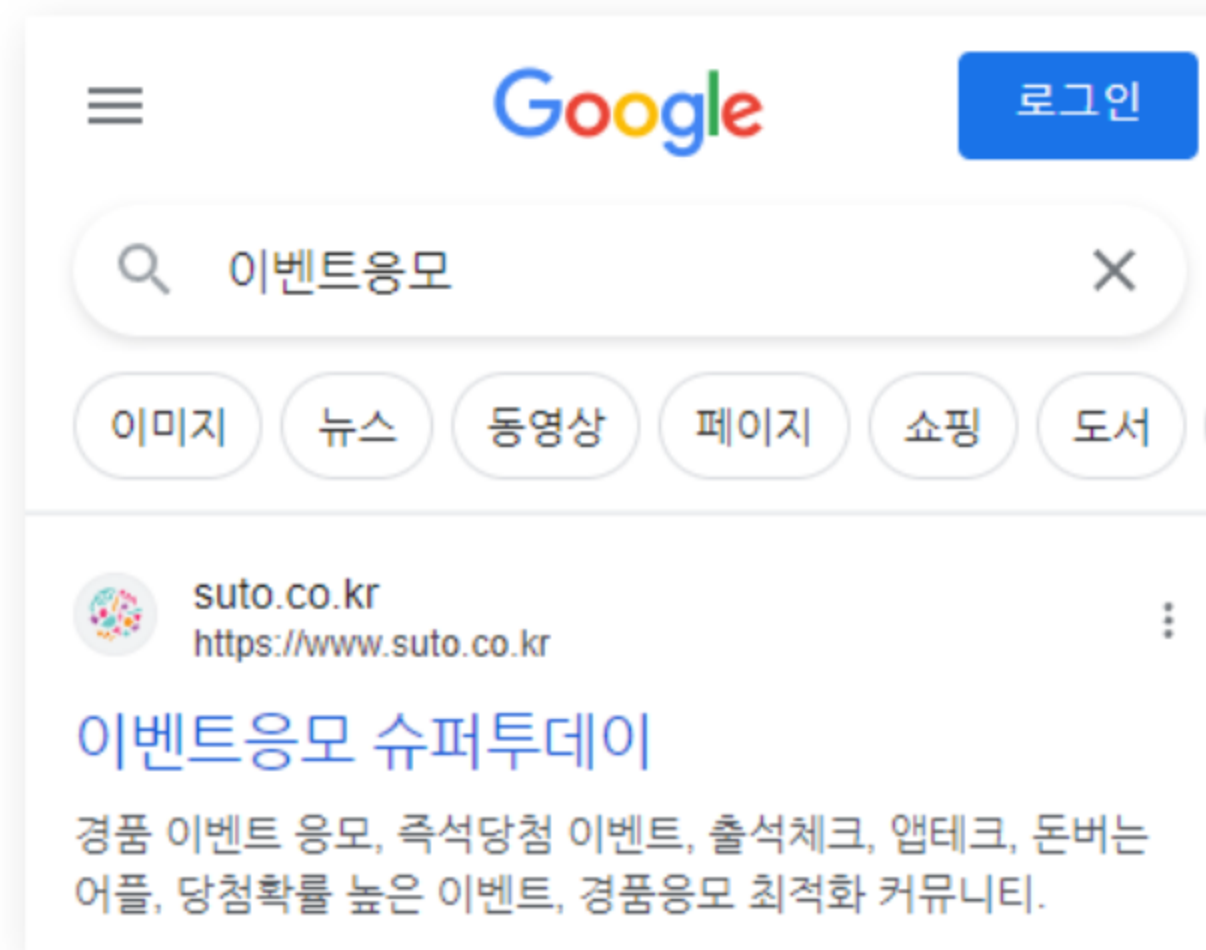 Google
로그인
이벤트응모
이미지 뉴스 동영상 페이지 쇼핑 도서
suto.co.kr
https://www.suto.co.kr
이벤트응모 슈퍼투데이
경품 이벤트 응모, 즉석당첨 이벤트, 출석체크, 앱테크, 돈버는
어플, 당첨확률 높은 이벤트, 경품응모 최적화 커뮤니티.